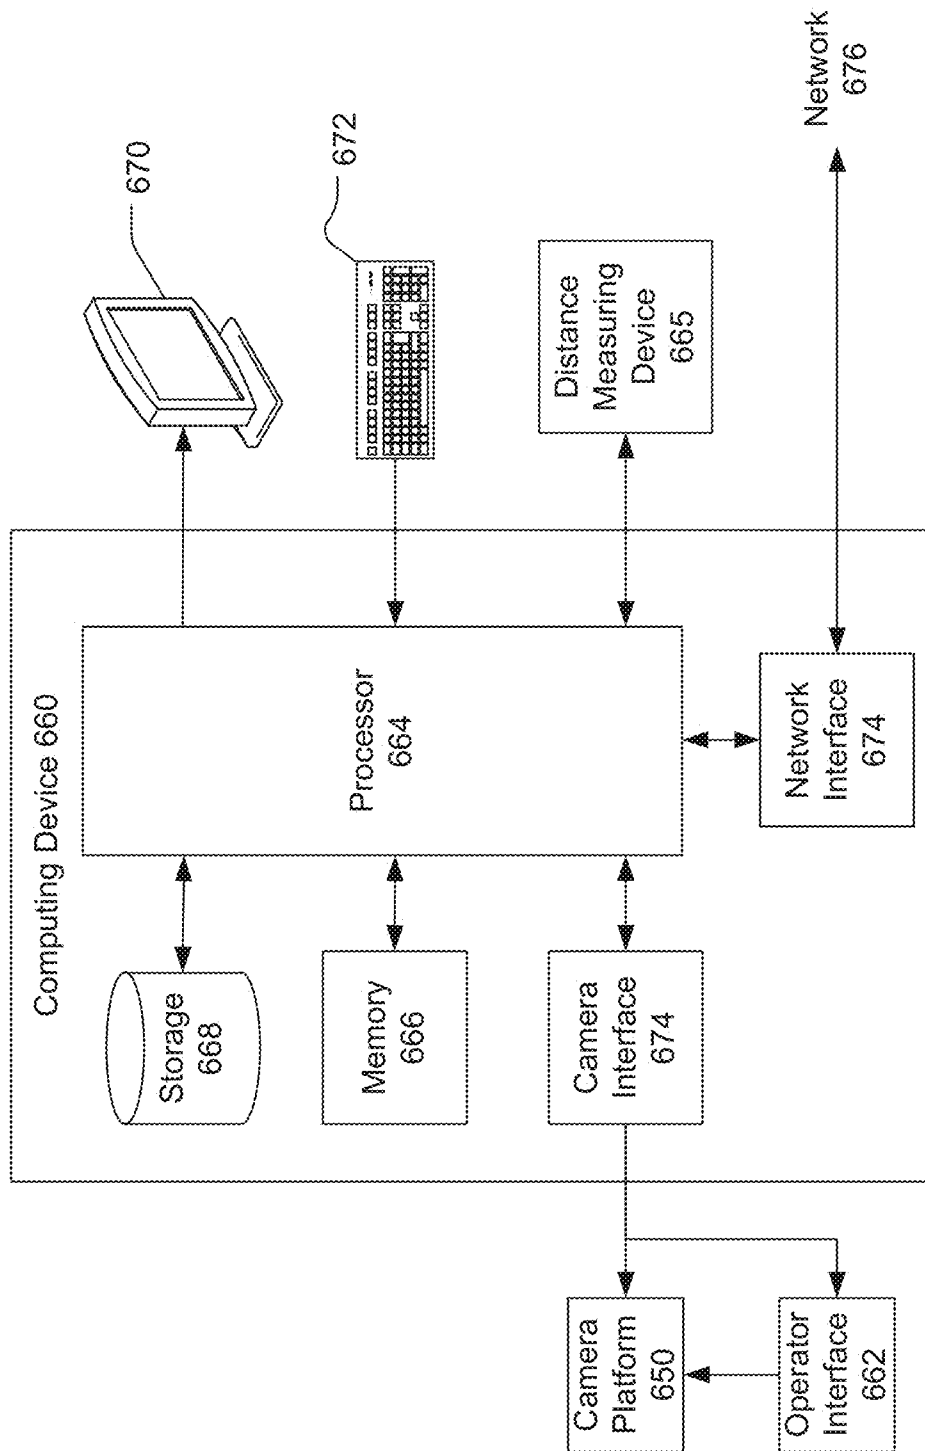 Computing Device 660
Storage
668
Memory
666
Camera
Interface
674
Processor
664
Network
Interface
674
670
672
Distance
Measuring
Device
665
Network
676
Camera
Platform
650
Operator
Interface
662